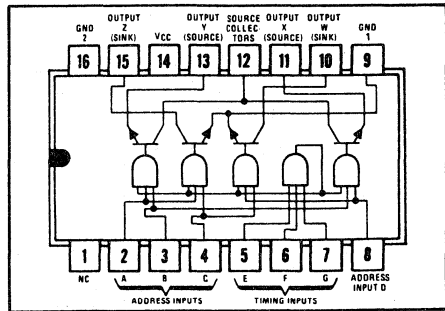 GND 2
OUTPUT Z (SINK)
VCC
OUTPUT Y (SOURCE)
SOURCE COLLEC- TORS
OUTPUT X (SOURCE)
OUTPUT W (SINK)
GND 1
16 15 14 13 12 11 10 9
1 2 3 4 5 6 7 8
NC A B C E F G ADDRESS INPUT D
ADDRESS INPUTS TIMING INPUTS